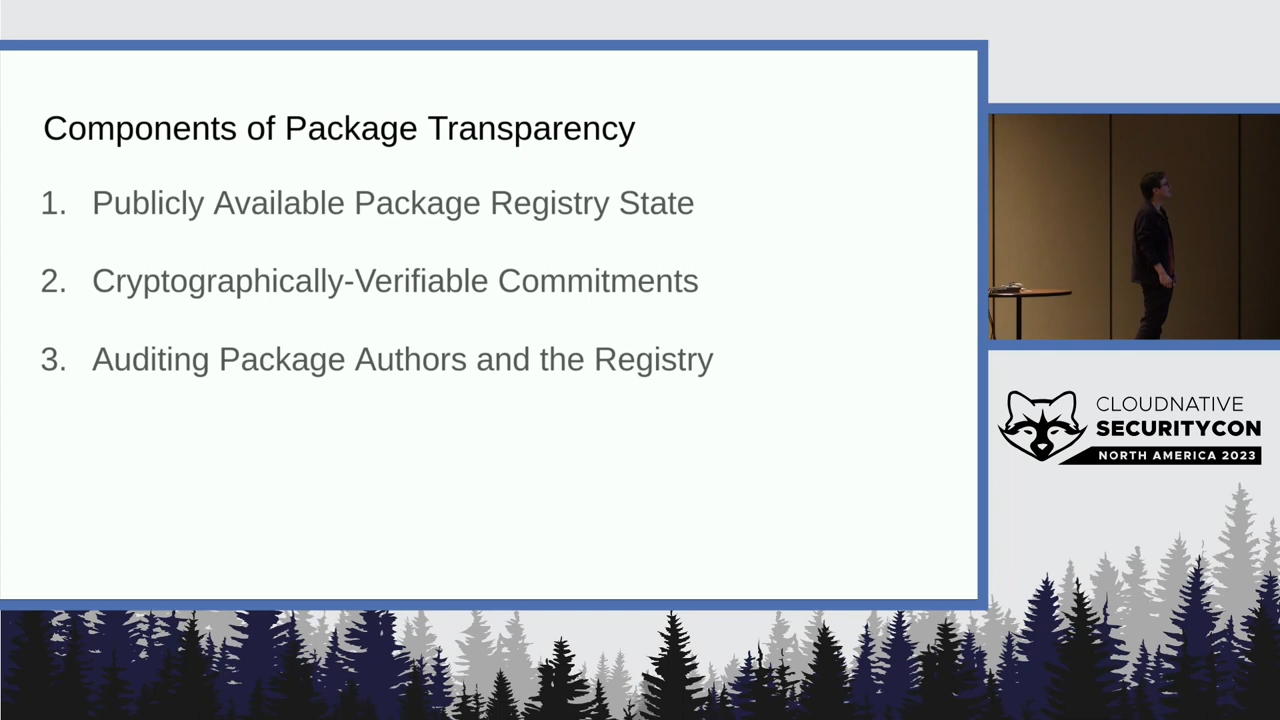 Components of Package Transparency
1. Publicly Available Package Registry State
2. Cryptographically-Verifiable Commitments
3. Auditing Package Authors and the Registry
CLOUDNATIVE
SECURITYCON
NORTH AMERICA 2023